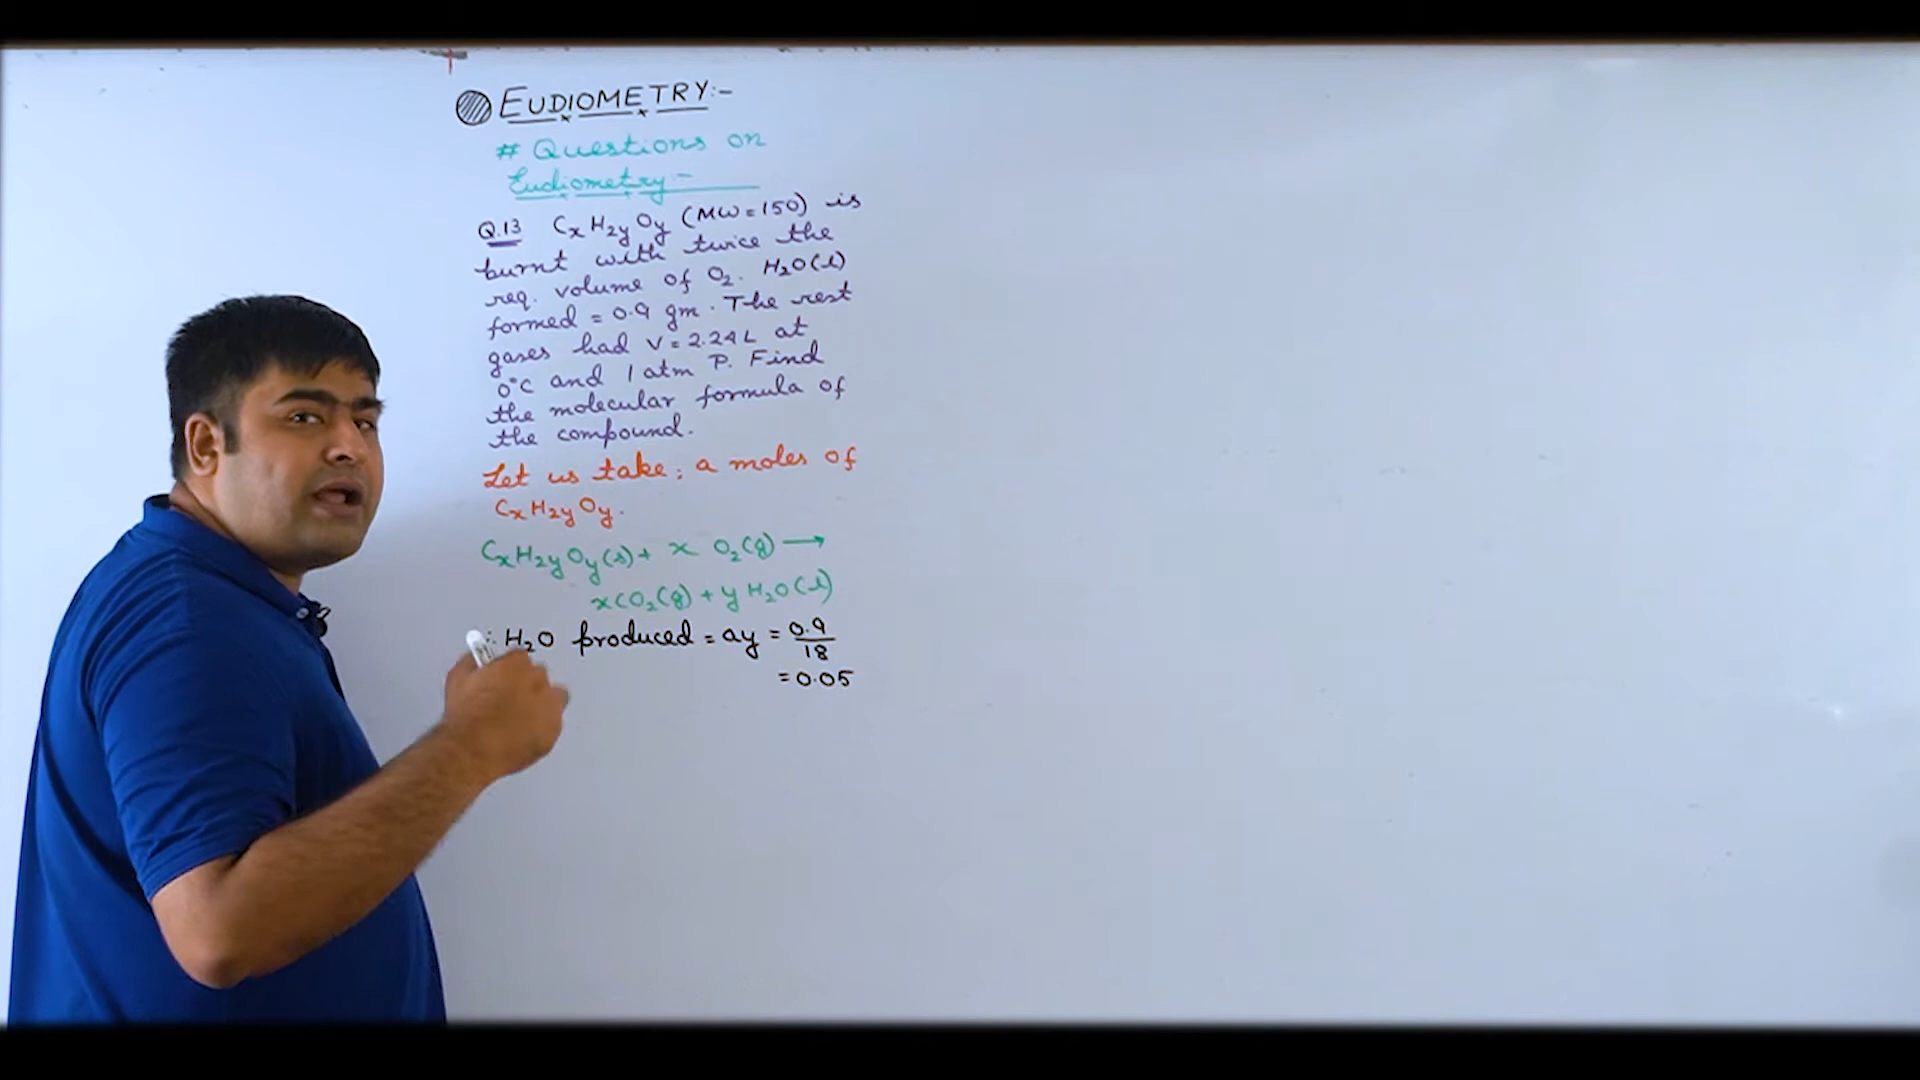 EUDIOMETRY:-
# Questions on
Eudiometry:-
Q.13 CxH2yOy (MW=150) is
burnt with twice the
req. volume of O2. H2O(l)
formed = 0.9 gm. The rest
gases had V=2.24L at
0°C and 1 atm P. Find
the molecular formula of
the compound.
Let us take; a moles of
CxH2yOy.
CxH2yOy(s) + x O2(g) →
xCO2(g) + y H2O(l)
∴ H2O produced = ay = 0.9/18
= 0.05